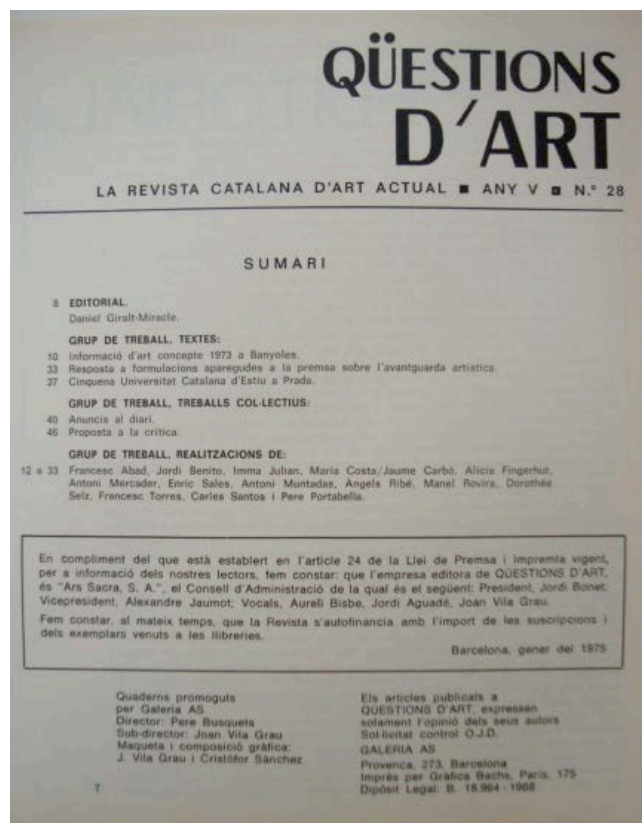 QÜESTIONS
D'ART
LA REVISTA CATALANA D'ART ACTUAL ■ ANY V ■ N.º 28
SUMARI
8 EDITORIAL.
Daniel Giralt-Miracle.
GRUP DE TREBALL, TEXTES:
10 Informació d'art concepte 1973 a Banyoles.
33 Resposta a formulacions aparegudes a la premsa sobre l'avantguarda artística.
37 Cinquena Universitat Catalana d'Estiu a Prada.
GRUP DE TREBALL, TREBALLS COL·LECTIUS:
40 Anuncis al diari.
46 Proposta a la crítica.
GRUP DE TREBALL, REALITZACIONS DE:
12 a 33 Francesc Abad, Jordi Benito, Imma Julian, Maria Costa/Jaume Carbó, Alicia Fingerhut,
Antoni Mercader, Enric Sales, Antoni Muntadas, Angels Ribé, Manel Rovira, Dorothée
Selz, Francesc Torres, Carles Santos i Pere Portabella.
En compliment del que està establert en l'article 24 de la Llei de Premsa i Impremta vigent,
per a informació dels nostres lectors, fem constar: que l'empresa editora de QÜESTIONS D'ART,
és "Ars Sacra, S. A.", el Consell d'Administració de la qual és el següent: President, Jordi Bonet;
Vicepresident, Alexandre Jaumot; Vocals, Aureli Bisbe, Jordi Aguadé, Joan Vila Grau.
Fem constar, al mateix temps, que la Revista s'autofinancia amb l'import de les suscripcions i
dels exemplars venuts a les llibreries.
Barcelona, gener del 1975
Quaderns promoguts
per Galeria AS
Director: Pere Busquets
Sub-director: Joan Vila Grau
Maqueta i composició gràfica:
J. Vila Grau i Cristòfor Sánchez
7
Els articles publicats a
QÜESTIONS D'ART, expressen
solament l'opinió dels seus autors
Sol·licitat control O.J.D.
GALERIA AS
Provença, 273, Barcelona
Imprès per Gràfica Bachs, París, 175
Dipòsit Legal: B. 18.964 - 1968